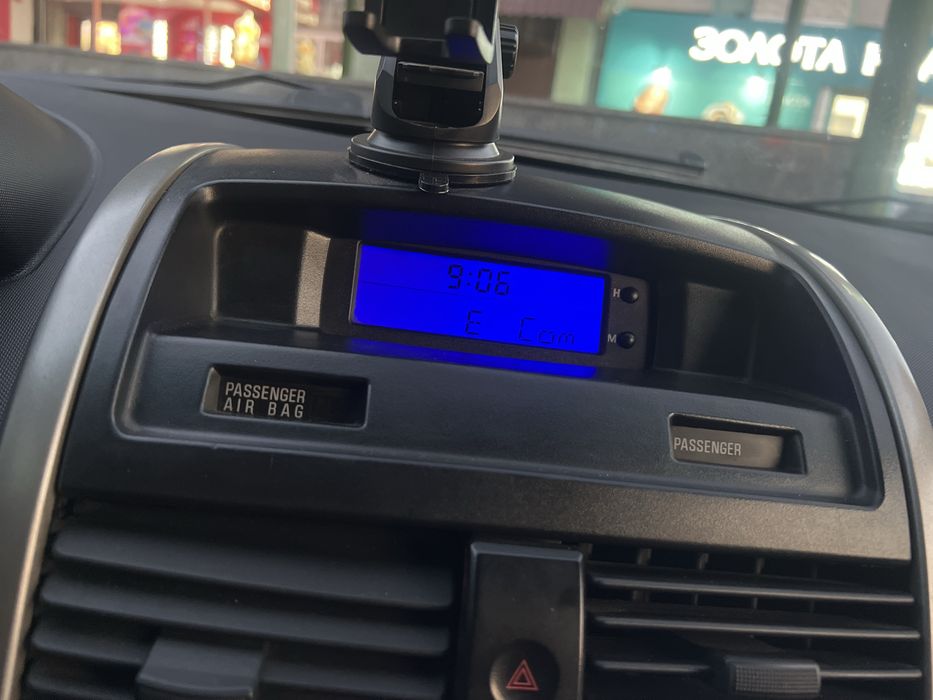 ЗОЛОТА
9:06
H
E Com
M
PASSENGER
AIR BAG
PASSENGER